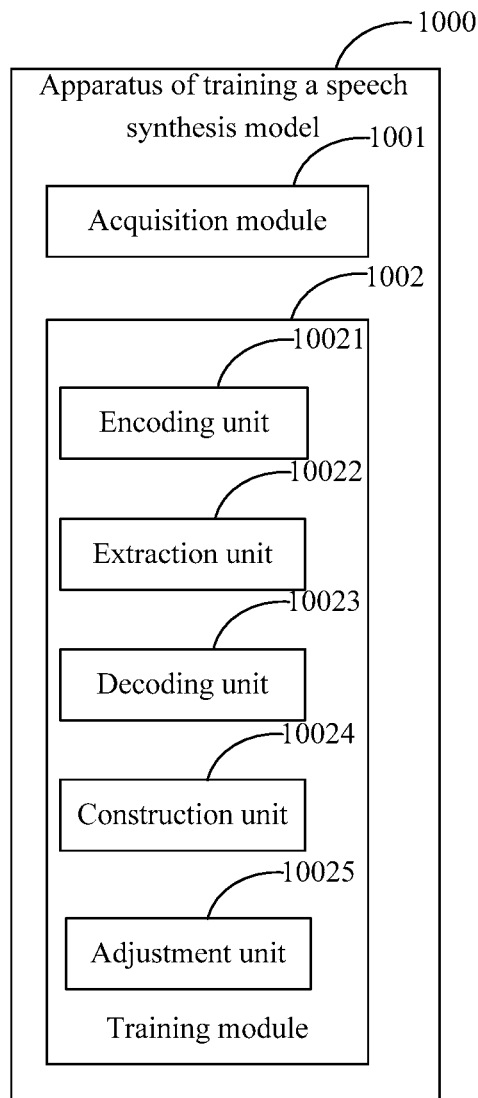 1000
Apparatus of training a speech
synthesis model
1001
Acquisition module
1002
10021
Encoding unit
10022
Extraction unit
10023
Decoding unit
10024
Construction unit
10025
Adjustment unit
Training module